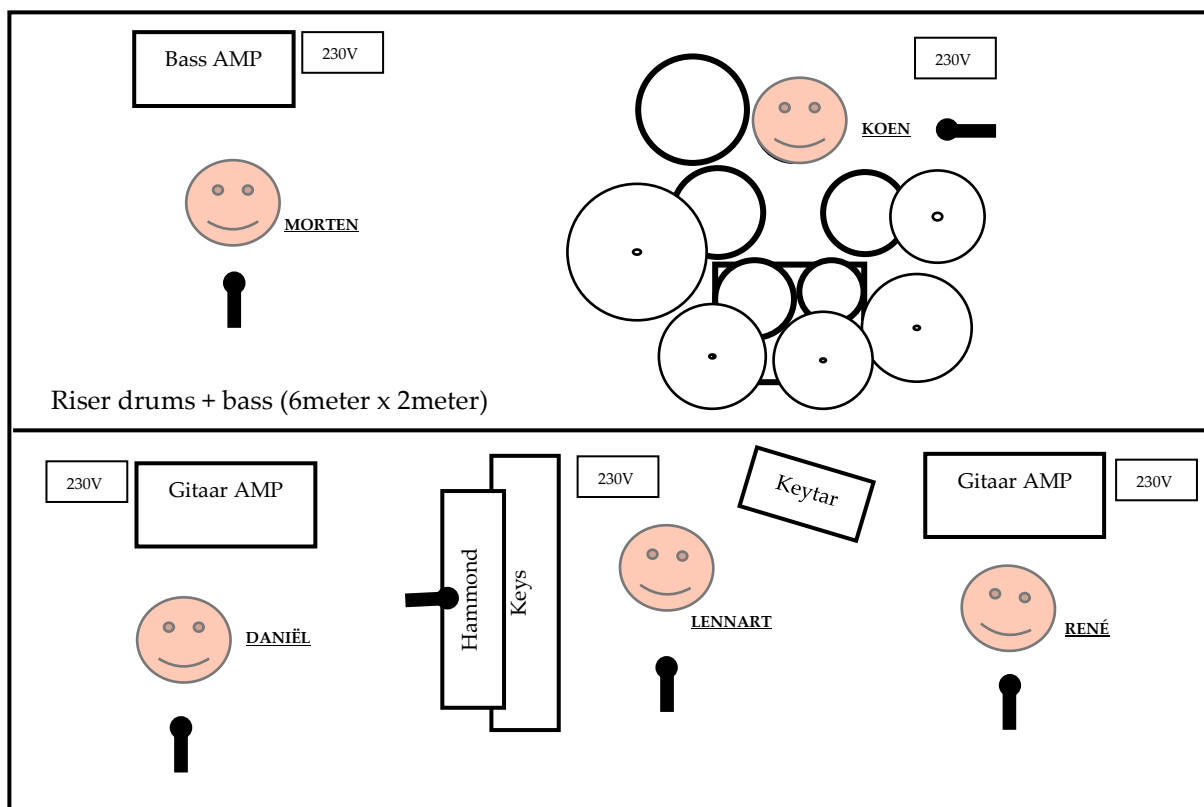 Bass AMP
230V
230V
KOEN
MORTEN
Riser drums + bass (6meter x 2meter)
230V
Gitaar AMP
230V
Keytar
Gitaar AMP
230V
Hammond
Keys
DANIËL
LENNART
RENÉ